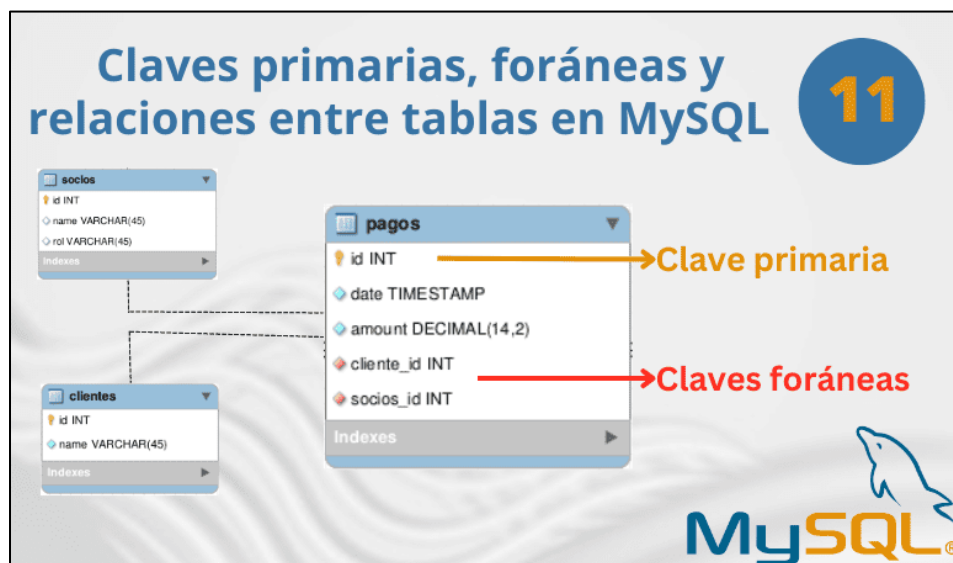 Claves primarias, foráneas y
relaciones entre tablas en MySQL
11
socios
id INT
name VARCHAR(45)
rol VARCHAR(45)
Indexes
pagos
id INT
date TIMESTAMP
amount DECIMAL(14,2)
cliente_id INT
socios_id INT
Indexes
Clave primaria
Claves foráneas
clientes
id INT
name VARCHAR(45)
Indexes
MySQL®